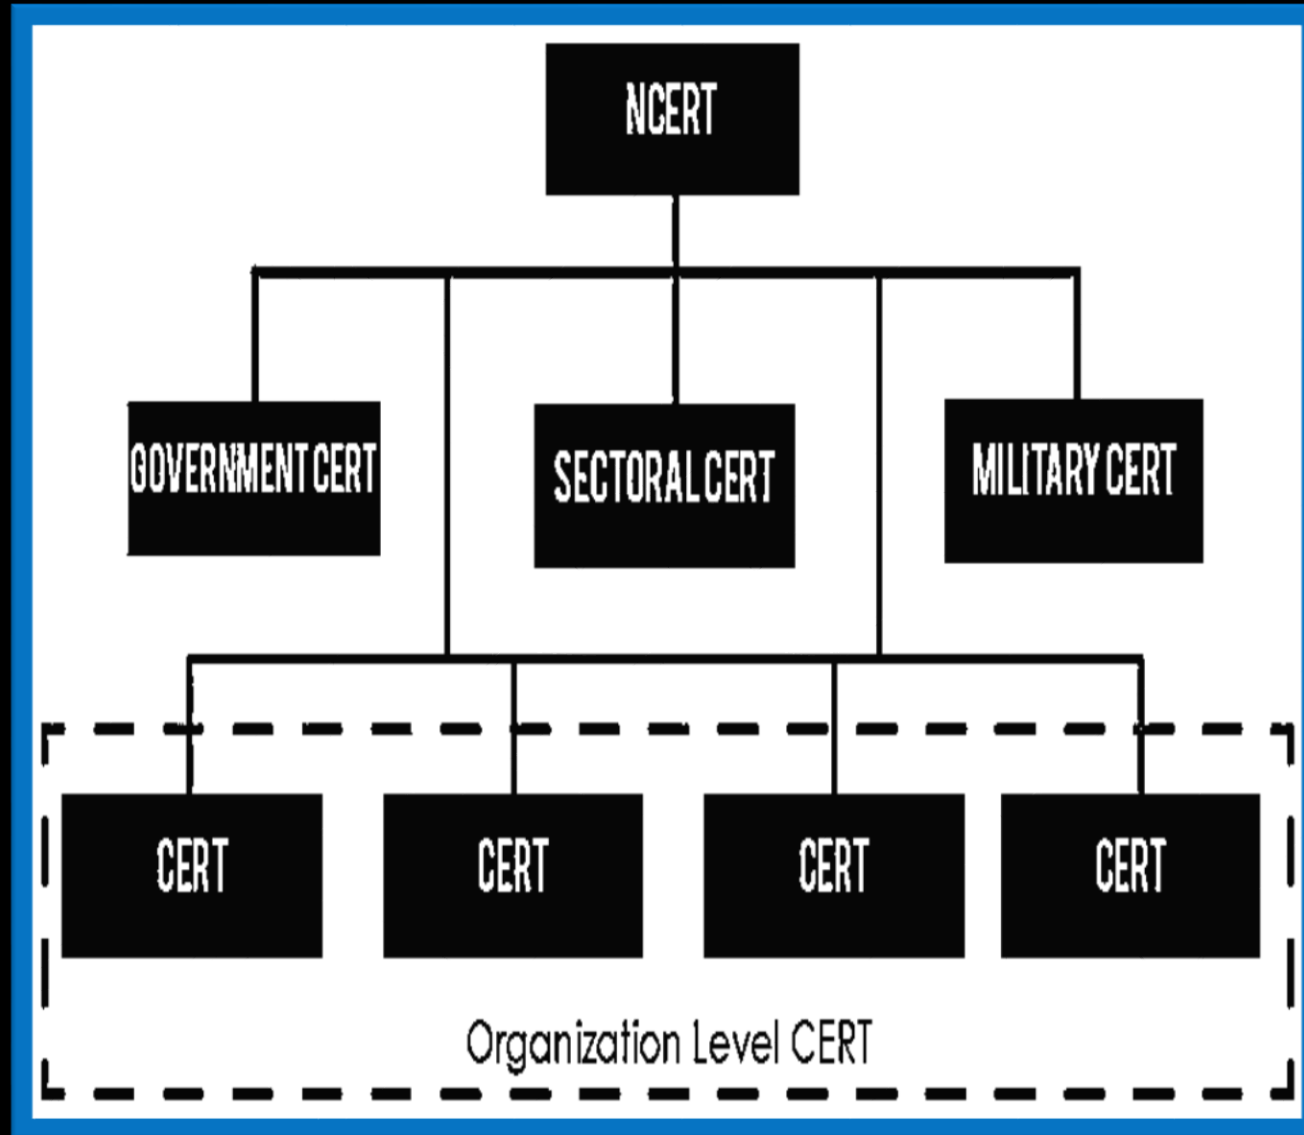 NCERT
GOVERNMENT CERT
SECTORAL CERT
MILITARY CERT
CERT
CERT
CERT
CERT
Organization Level CERT